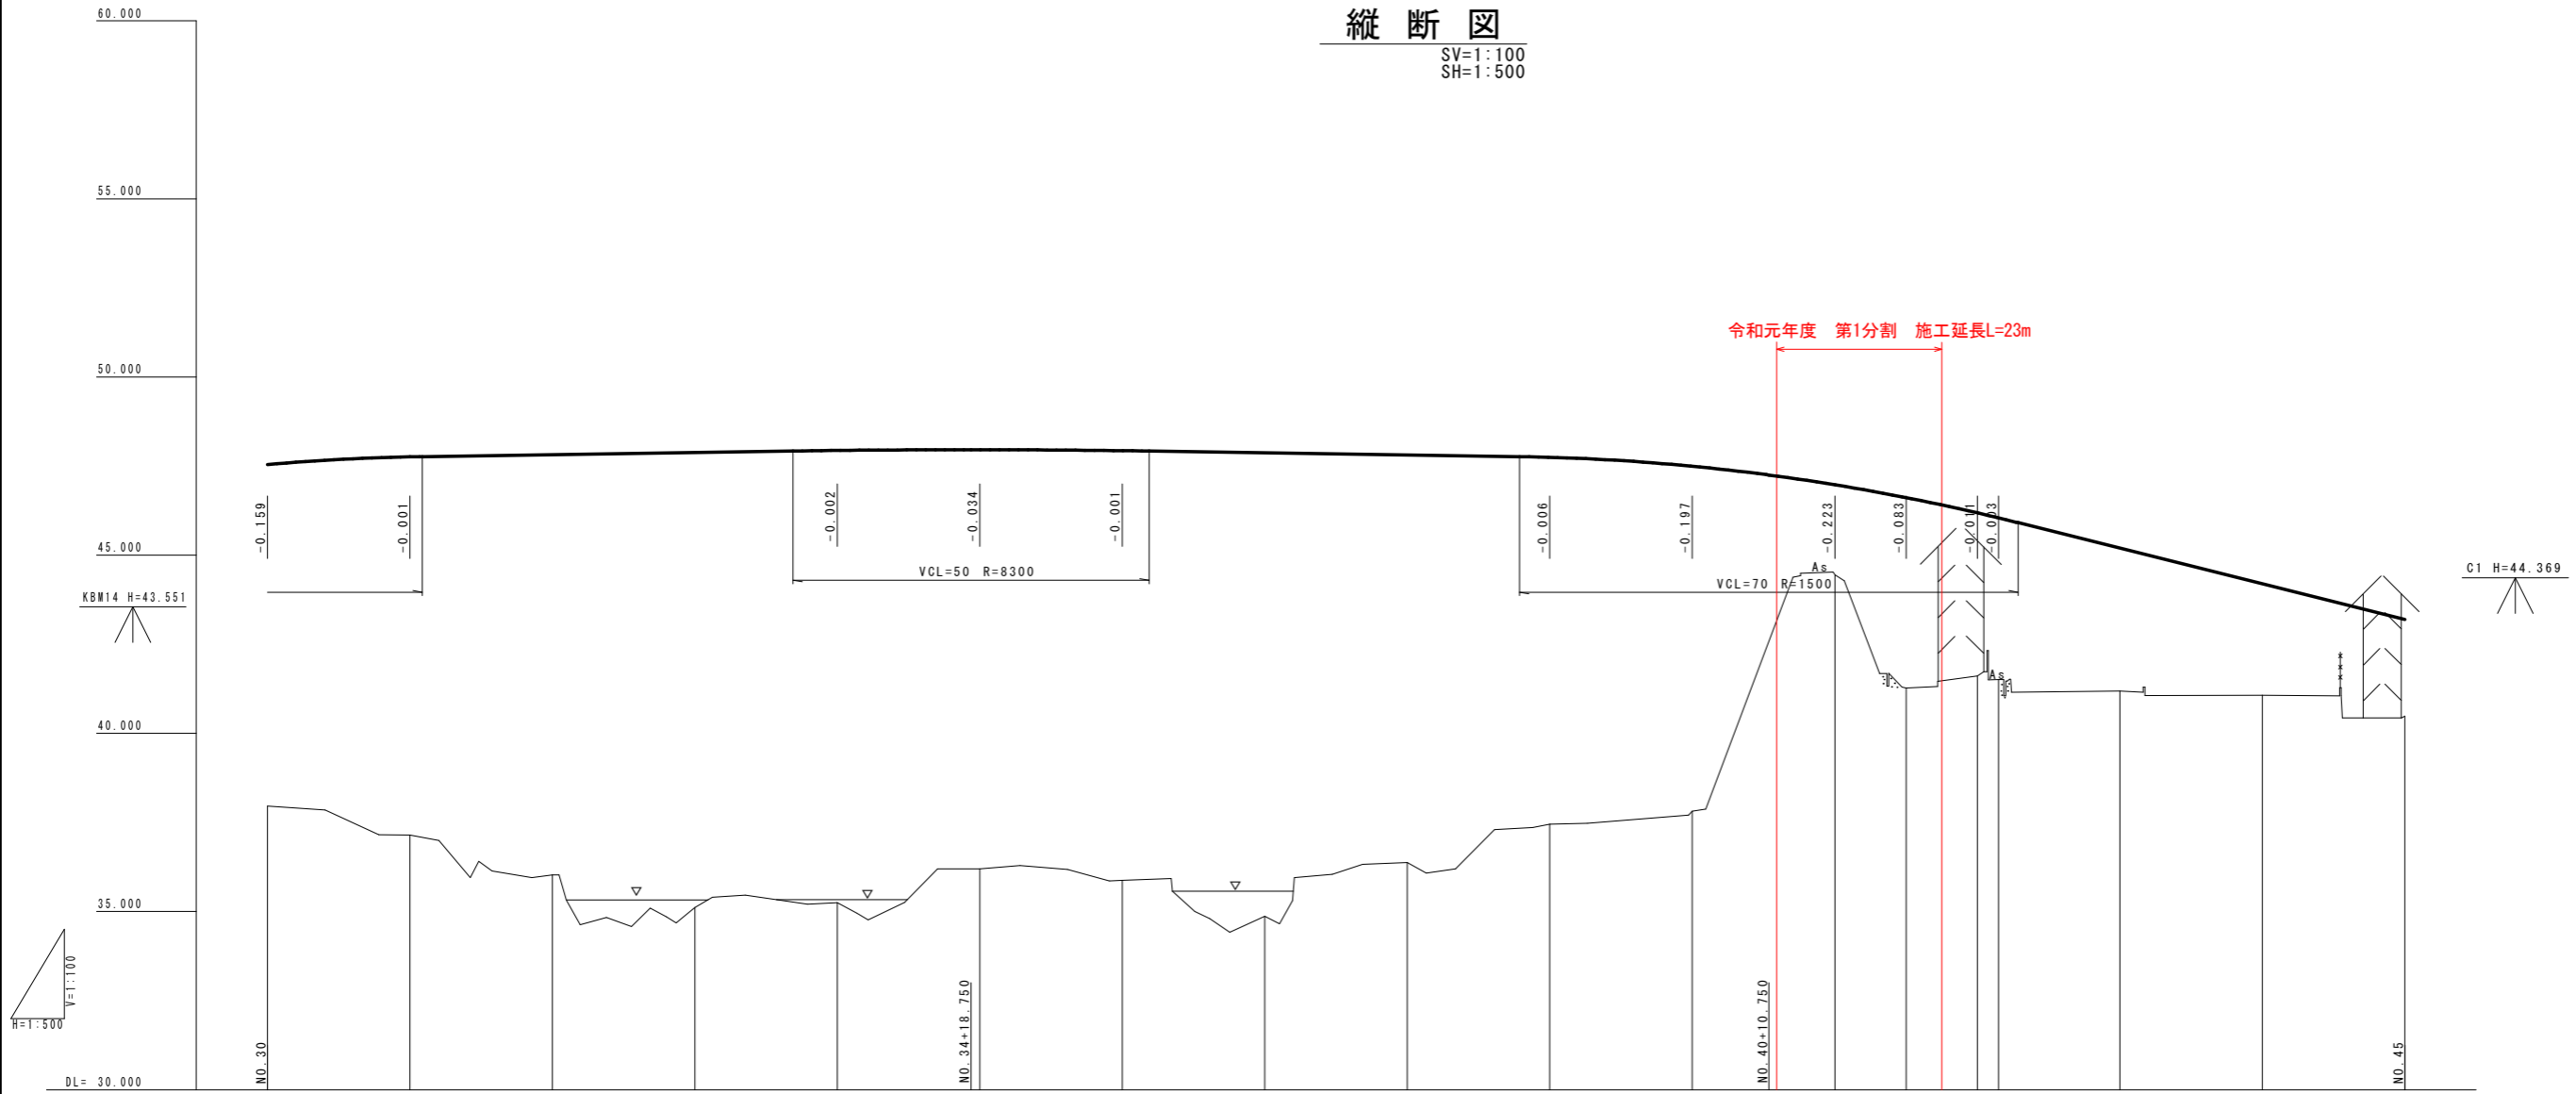 縦断図
SV=1:100
SH=1:500
60.000
55.000
50.000
45.000
40.000
35.000
DL= 30.000
令和元年度 第1分割 施工延長L=23m
-0.159
-0.001
-0.002
-0.034
-0.001
-0.006
-0.197
-0.223
-0.083
-0.011
-0.003
VCL=50 R=8300
VCL=70 R=1500
As
As
KBM14 H=43.551
C1 H=44.369
V=1:100
H=1:500
NO.30
NO.34+18.750
NO.40+10.750
NO.45